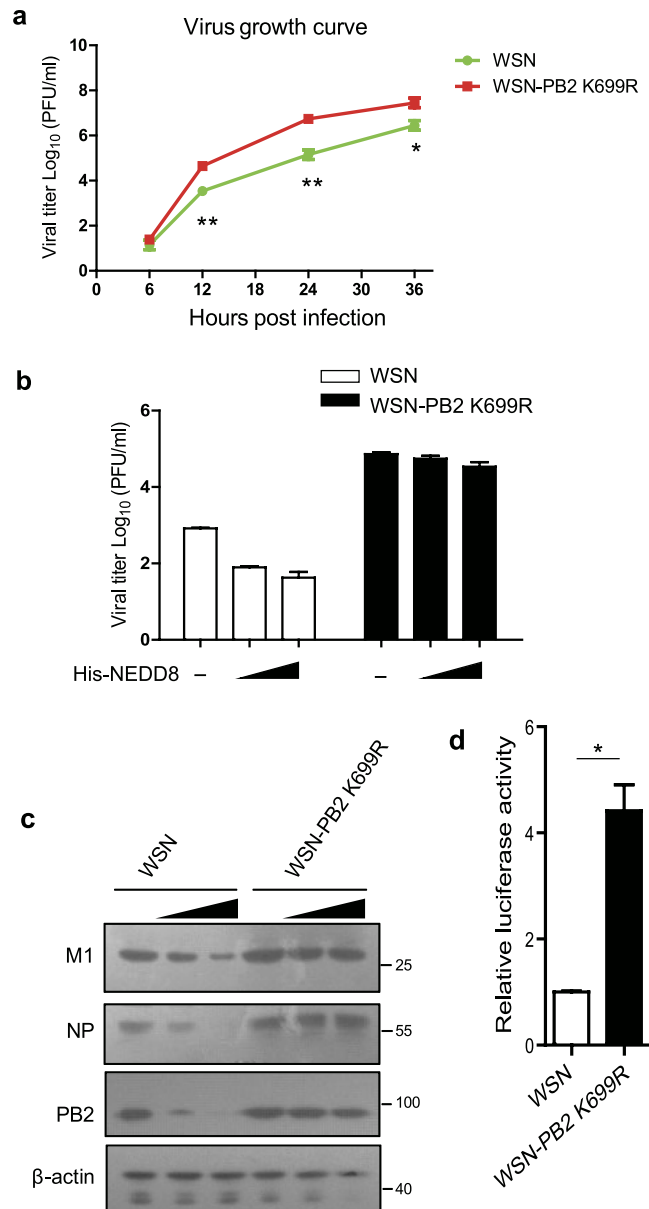 a
Virus growth curve
Viral titer Log10 (PFU/ml)
10
8
6
4
2
0
0 6 12 18 24 30 36
** ** *
Hours post infection
WSN
WSN-PB2 K699R
b
WSN
WSN-PB2 K699R
Viral titer Log10 (PFU/ml)
6
4
2
0
His-NEDD8 – –
c
WSN WSN-PB2 K699R
M1 25
NP 55
PB2 100
β-actin 40
d
Relative luciferase activity
6
4
2
0
*
WSN
WSN-PB2 K699R